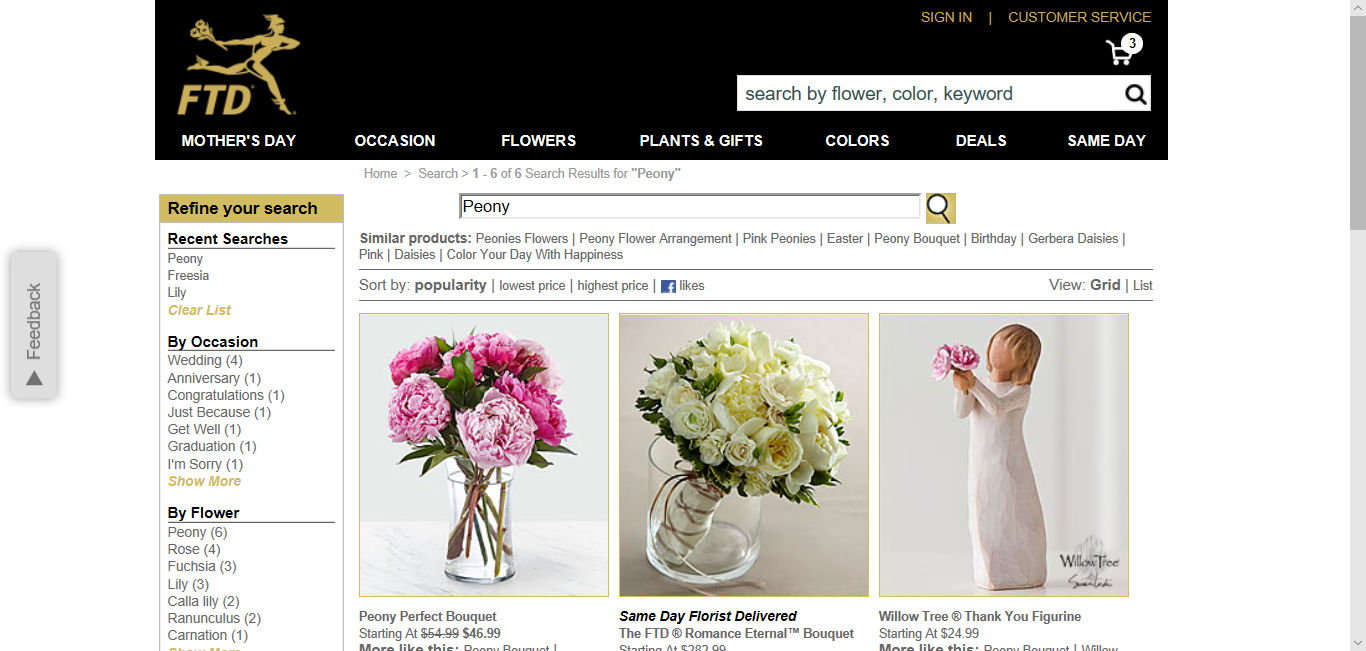 SIGN IN | CUSTOMER SERVICE
3
FTD
search by flower, color, keyword
MOTHER'S DAY OCCASION FLOWERS PLANTS & GIFTS COLORS DEALS SAME DAY
Home > Search > 1 - 6 of 6 Search Results for "Peony"
Refine your search
Recent Searches
Peony
Freesia
Lily
Clear List
By Occasion
Wedding (4)
Anniversary (1)
Congratulations (1)
Just Because (1)
Get Well (1)
Graduation (1)
I'm Sorry (1)
Show More
By Flower
Peony (6)
Rose (4)
Fuchsia (3)
Lily (3)
Calla lily (2)
Ranunculus (2)
Carnation (1)
Show More
Feedback
Peony
Similar products: Peonies Flowers | Peony Flower Arrangement | Pink Peonies | Easter | Peony Bouquet | Birthday | Gerbera Daisies |
Pink | Daisies | Color Your Day With Happiness
Sort by: popularity | lowest price | highest price | f likes
View: Grid | List
Peony Perfect Bouquet
Starting At $54.99 $46.99
More like this: Peony Bouquet |
Same Day Florist Delivered
The FTD ® Romance Eternal™ Bouquet
Starting At $282.99
Willow Tree
Willow Tree ® Thank You Figurine
Starting At $24.99
More like this: Peony Bouquet | Willow